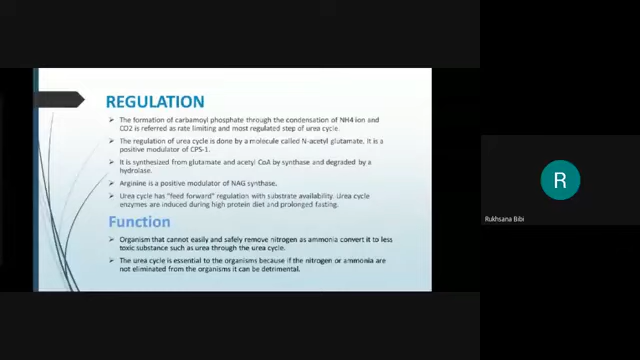 REGULATION
The formation of carbamoyl phosphate through the condensation of NH4 ion and
CO2 is referred as rate limiting and most regulated step of urea cycle.
The regulation of urea cycle is done by a molecule called N-acetyl glutamate. It is a
positive modulator of CPS-1.
It is synthesized from glutamate and acetyl CoA by synthase and degraded by a
hydrolase.
Arginine is a positive modulator of NAG synthase.
Urea cycle has "feed forward" regulation with substrate availability. Urea cycle
enzymes are induced during high protein diet and prolonged fasting.
Function
Organism that cannot easily and safely remove nitrogen as ammonia convert it to less
toxic substance such as urea through the urea cycle.
The urea cycle is essential to the organisms because if the nitrogen or ammonia are
not eliminated from the organisms it can be detrimental.
R
Rukhsana Bibi